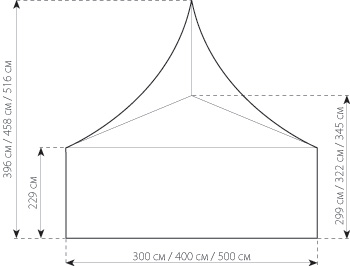 396 см / 458 см / 516 см
229 см
299 см / 322 см / 345 см
300 см / 400 см / 500 см